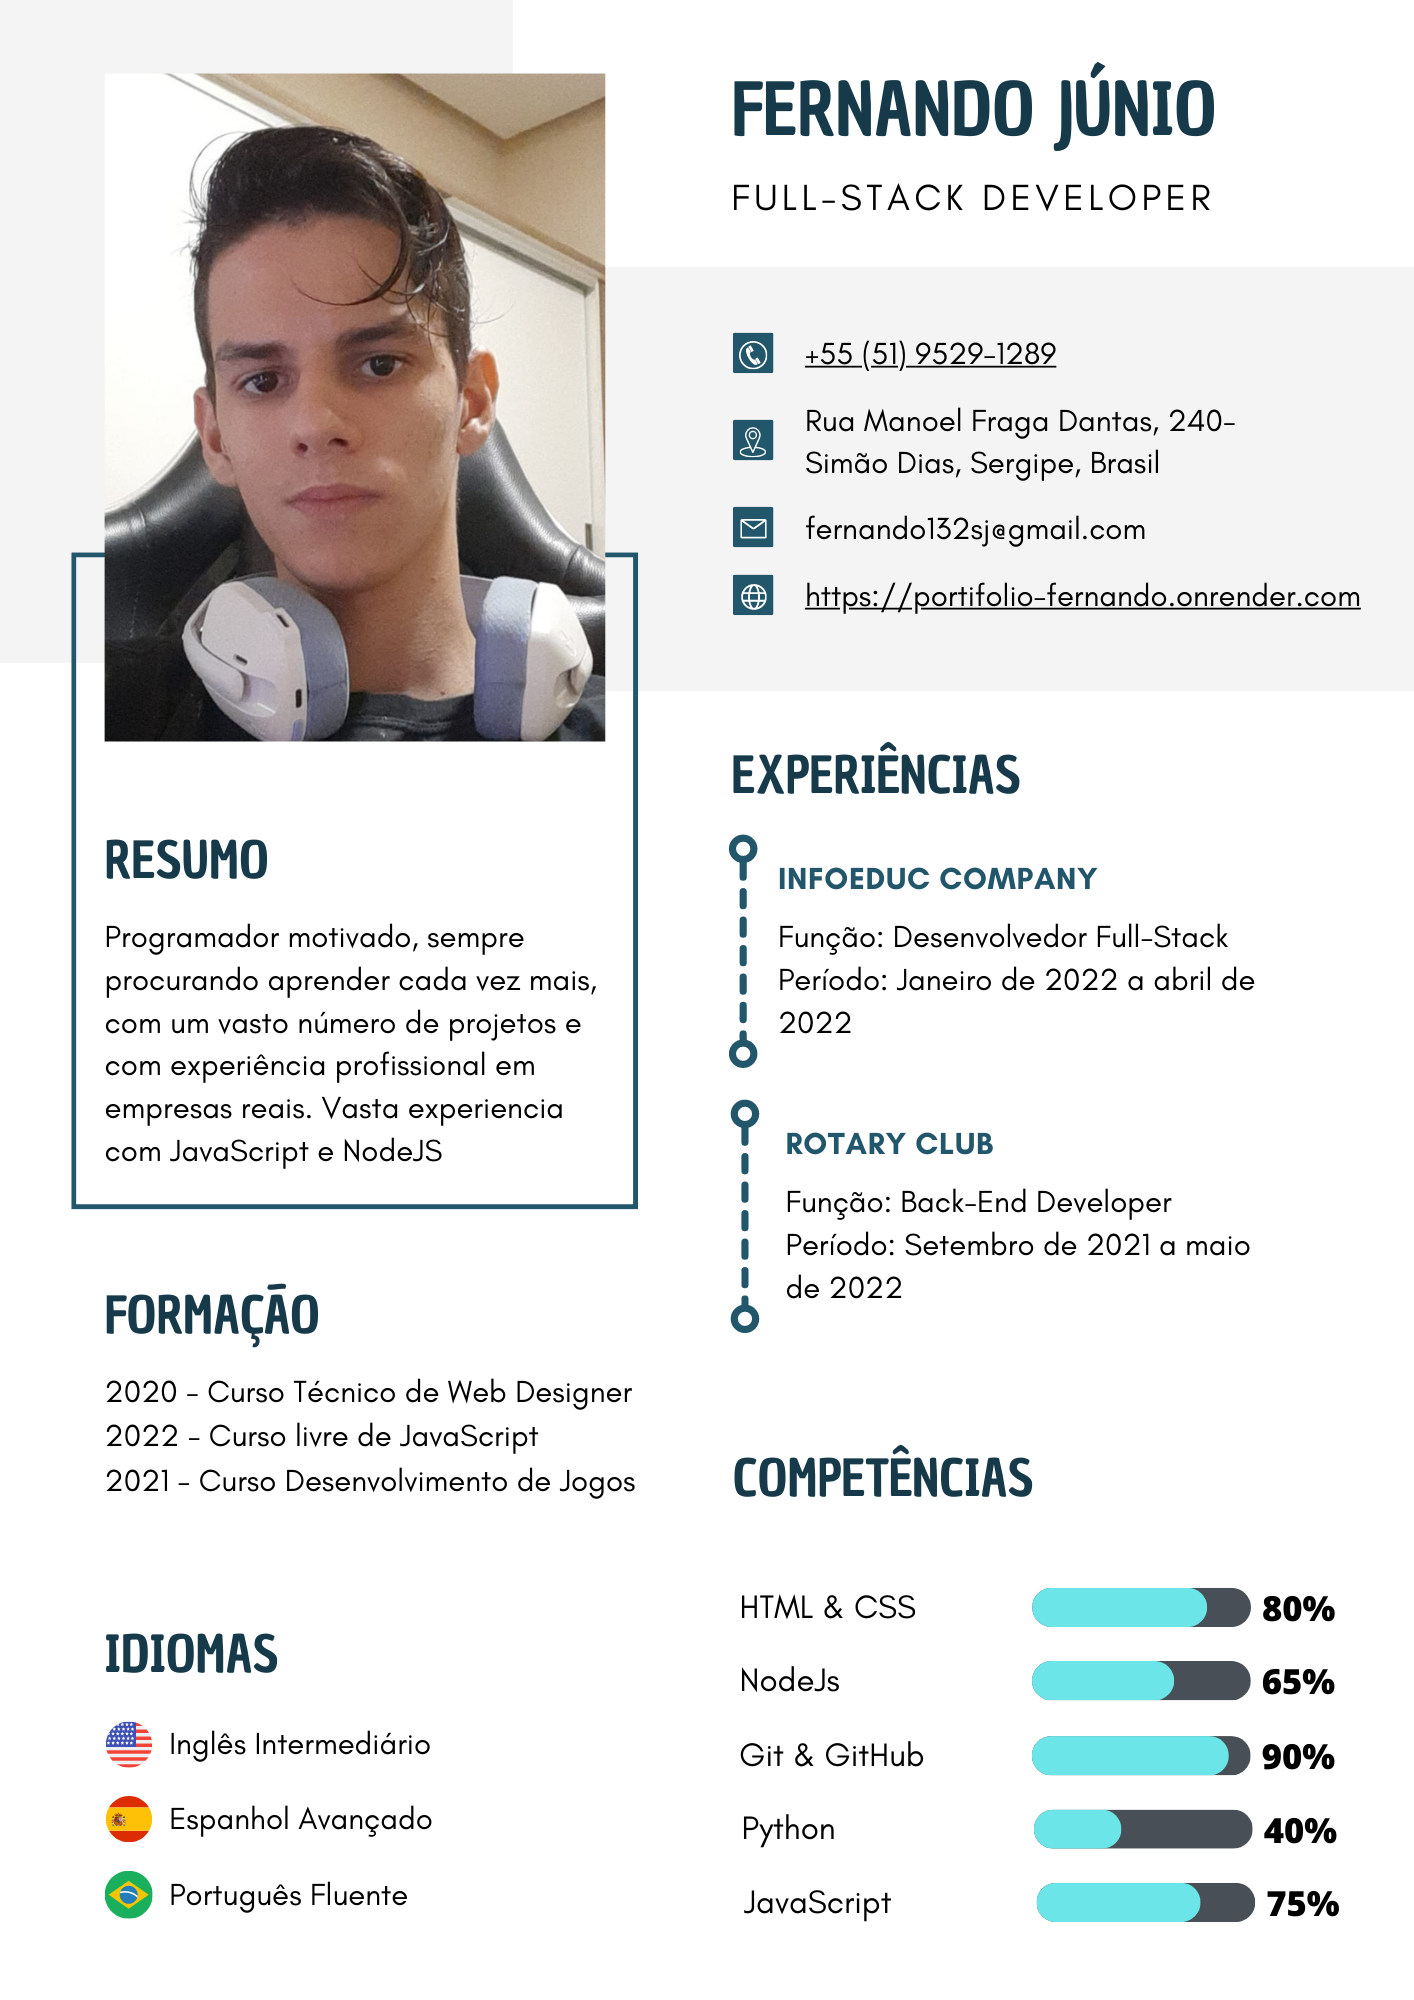 FERNANDO JÚNIO
FULL-STACK DEVELOPER
+55 (51) 9529-1289
Rua Manoel Fraga Dantas, 240-
Simão Dias, Sergipe, Brasil
fernando132sj@gmail.com
https://portifolio-fernando.onrender.com
RESUMO
Programador motivado, sempre
procurando aprender cada vez mais,
com um vasto número de projetos e
com experiência profissional em
empresas reais. Vasta experiencia
com JavaScript e NodeJS
FORMAÇÃO
2020 - Curso Técnico de Web Designer
2022 - Curso livre de JavaScript
2021 - Curso Desenvolvimento de Jogos
IDIOMAS
Inglês Intermediário
Espanhol Avançado
Português Fluente
EXPERIÊNCIAS
INFOEDUC COMPANY
Função: Desenvolvedor Full-Stack
Período: Janeiro de 2022 a abril de
2022
ROTARY CLUB
Função: Back-End Developer
Período: Setembro de 2021 a maio
de 2022
COMPETÊNCIAS
HTML & CSS 80%
NodeJs 65%
Git & GitHub 90%
Python 40%
JavaScript 75%